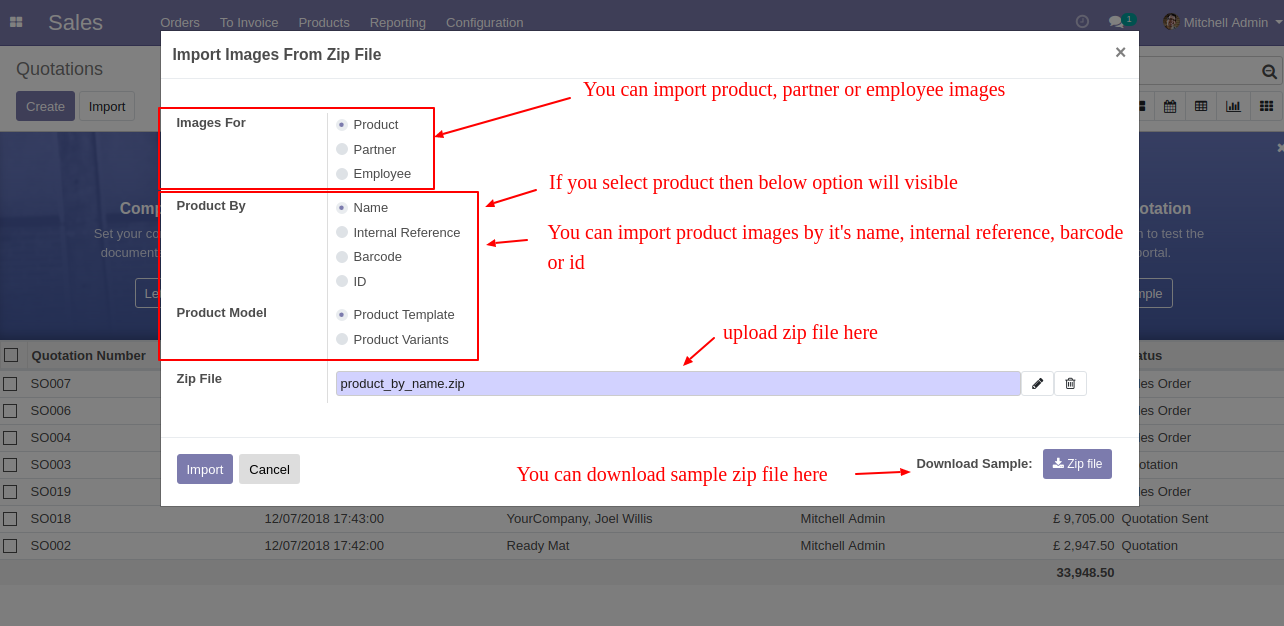 Sales
Orders To Invoice Products Reporting Configuration
1 Mitchell Admin
Import Images From Zip File ×
Quotations
Create Import
You can import product, partner or employee images
Images For
Product
Partner
Employee
If you select product then below option will visible
Product By
Name
Internal Reference
Barcode
ID
You can import product images by it's name, internal reference, barcode
or id
Product Model
Product Template
Product Variants
Comp
Set your co
document
Le
otation
n to test the
portal.
mple
upload zip file here
Zip File
product_by_name.zip
Import Cancel
You can download sample zip file here
Download Sample: Zip file
Quotation Number atus
SO007 les Order
SO006 les Order
SO004 les Order
SO003 otation
SO019 les Order
SO018 12/07/2018 17:43:00 YourCompany, Joel Willis Mitchell Admin £ 9,705.00 Quotation Sent
SO002 12/07/2018 17:42:00 Ready Mat Mitchell Admin £ 2,947.50 Quotation
33,948.50